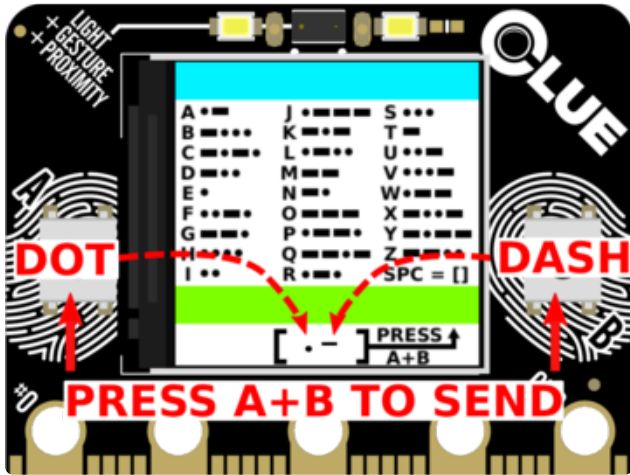 LIGHT
+ GESTURE
+ PROXIMITY
CLUE
A •━ J •━━━ S •••
B ━••• K ━•━ T ━
C ━•━• L •━•• U ••━
D ━•• M ━━ V •••━
E • N ━• W •━━
F ••━• O ━━━ X ━••━
G ━━• P •━━• Y ━•━━
H •••• Q ━━•━ Z ━━••
I •• R •━• SPC = []
A
DOT
DASH
B
[ . - ] PRESS
A+B
PRESS A+B TO SEND
#0